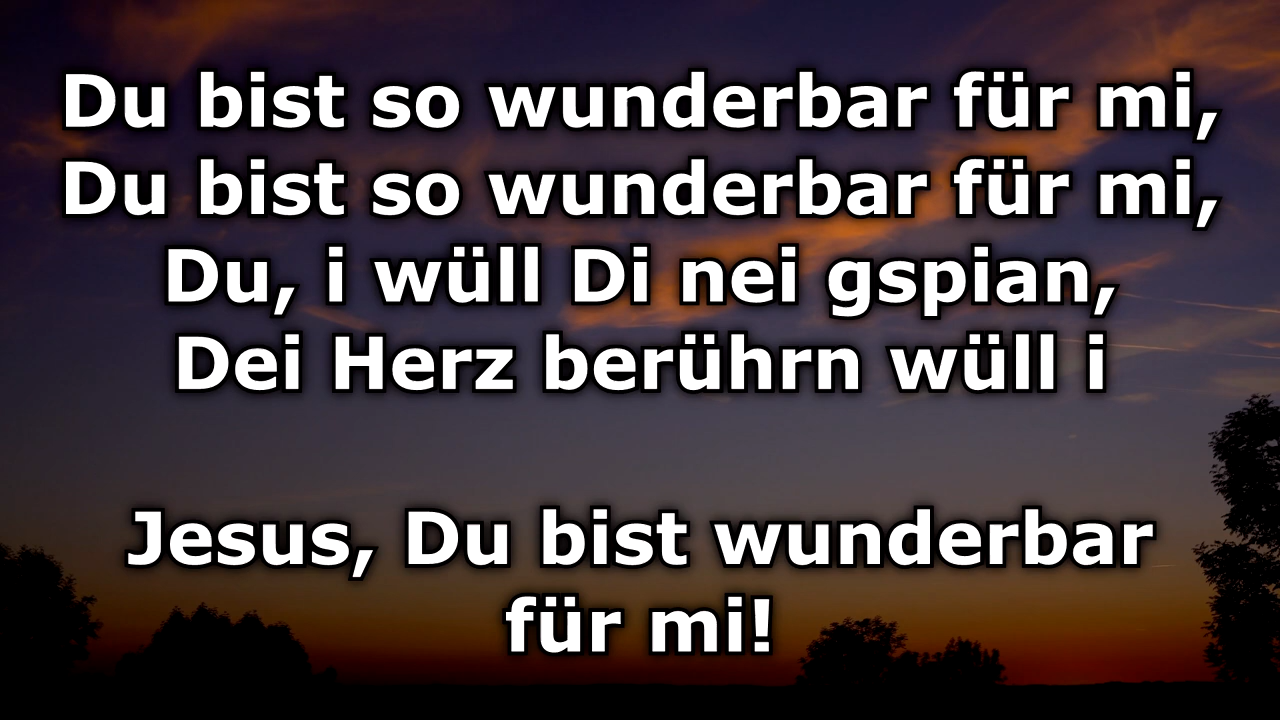 Du bist so wunderbar für mi,
Du bist so wunderbar für mi,
Du, i wüll Di nei gspian,
Dei Herz berührn wüll i
Jesus, Du bist wunderbar
für mi!